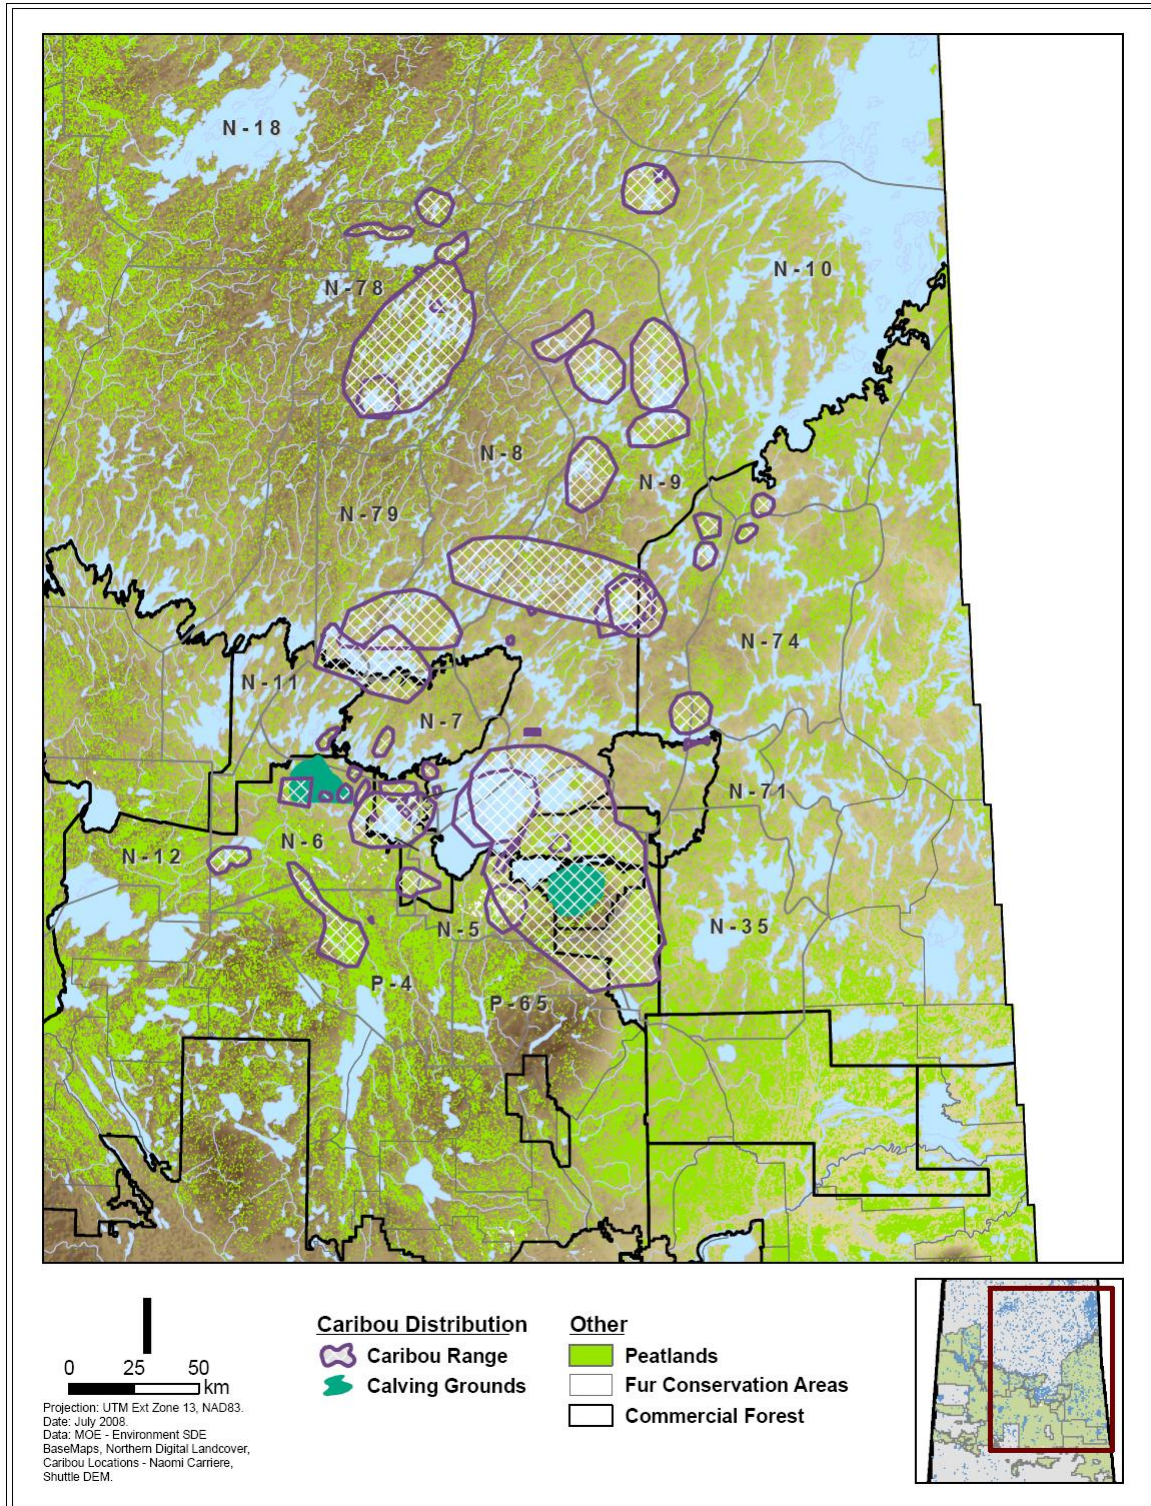 N-18
N-10
N-78
N-8
N-9
N-79
N-74
N-11
N-7
N-71
N-6
N-12
N-5
N-35
P-4
P-65
0 25 50
km
Projection: UTM Ext Zone 13, NAD83.
Date: July 2008.
Data: MOE - Environment SDE
BaseMaps, Northern Digital Landcover,
Caribou Locations - Naomi Carriere,
Shuttle DEM.
Caribou Distribution
Caribou Range
Calving Grounds
Other
Peatlands
Fur Conservation Areas
Commercial Forest